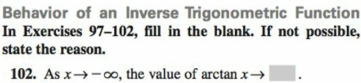 Behavior of an Inverse Trigonometric Function
In Exercises 97–102, fill in the blank. If not possible,
state the reason.
102. As x→−∞, the value of arctan x→ .